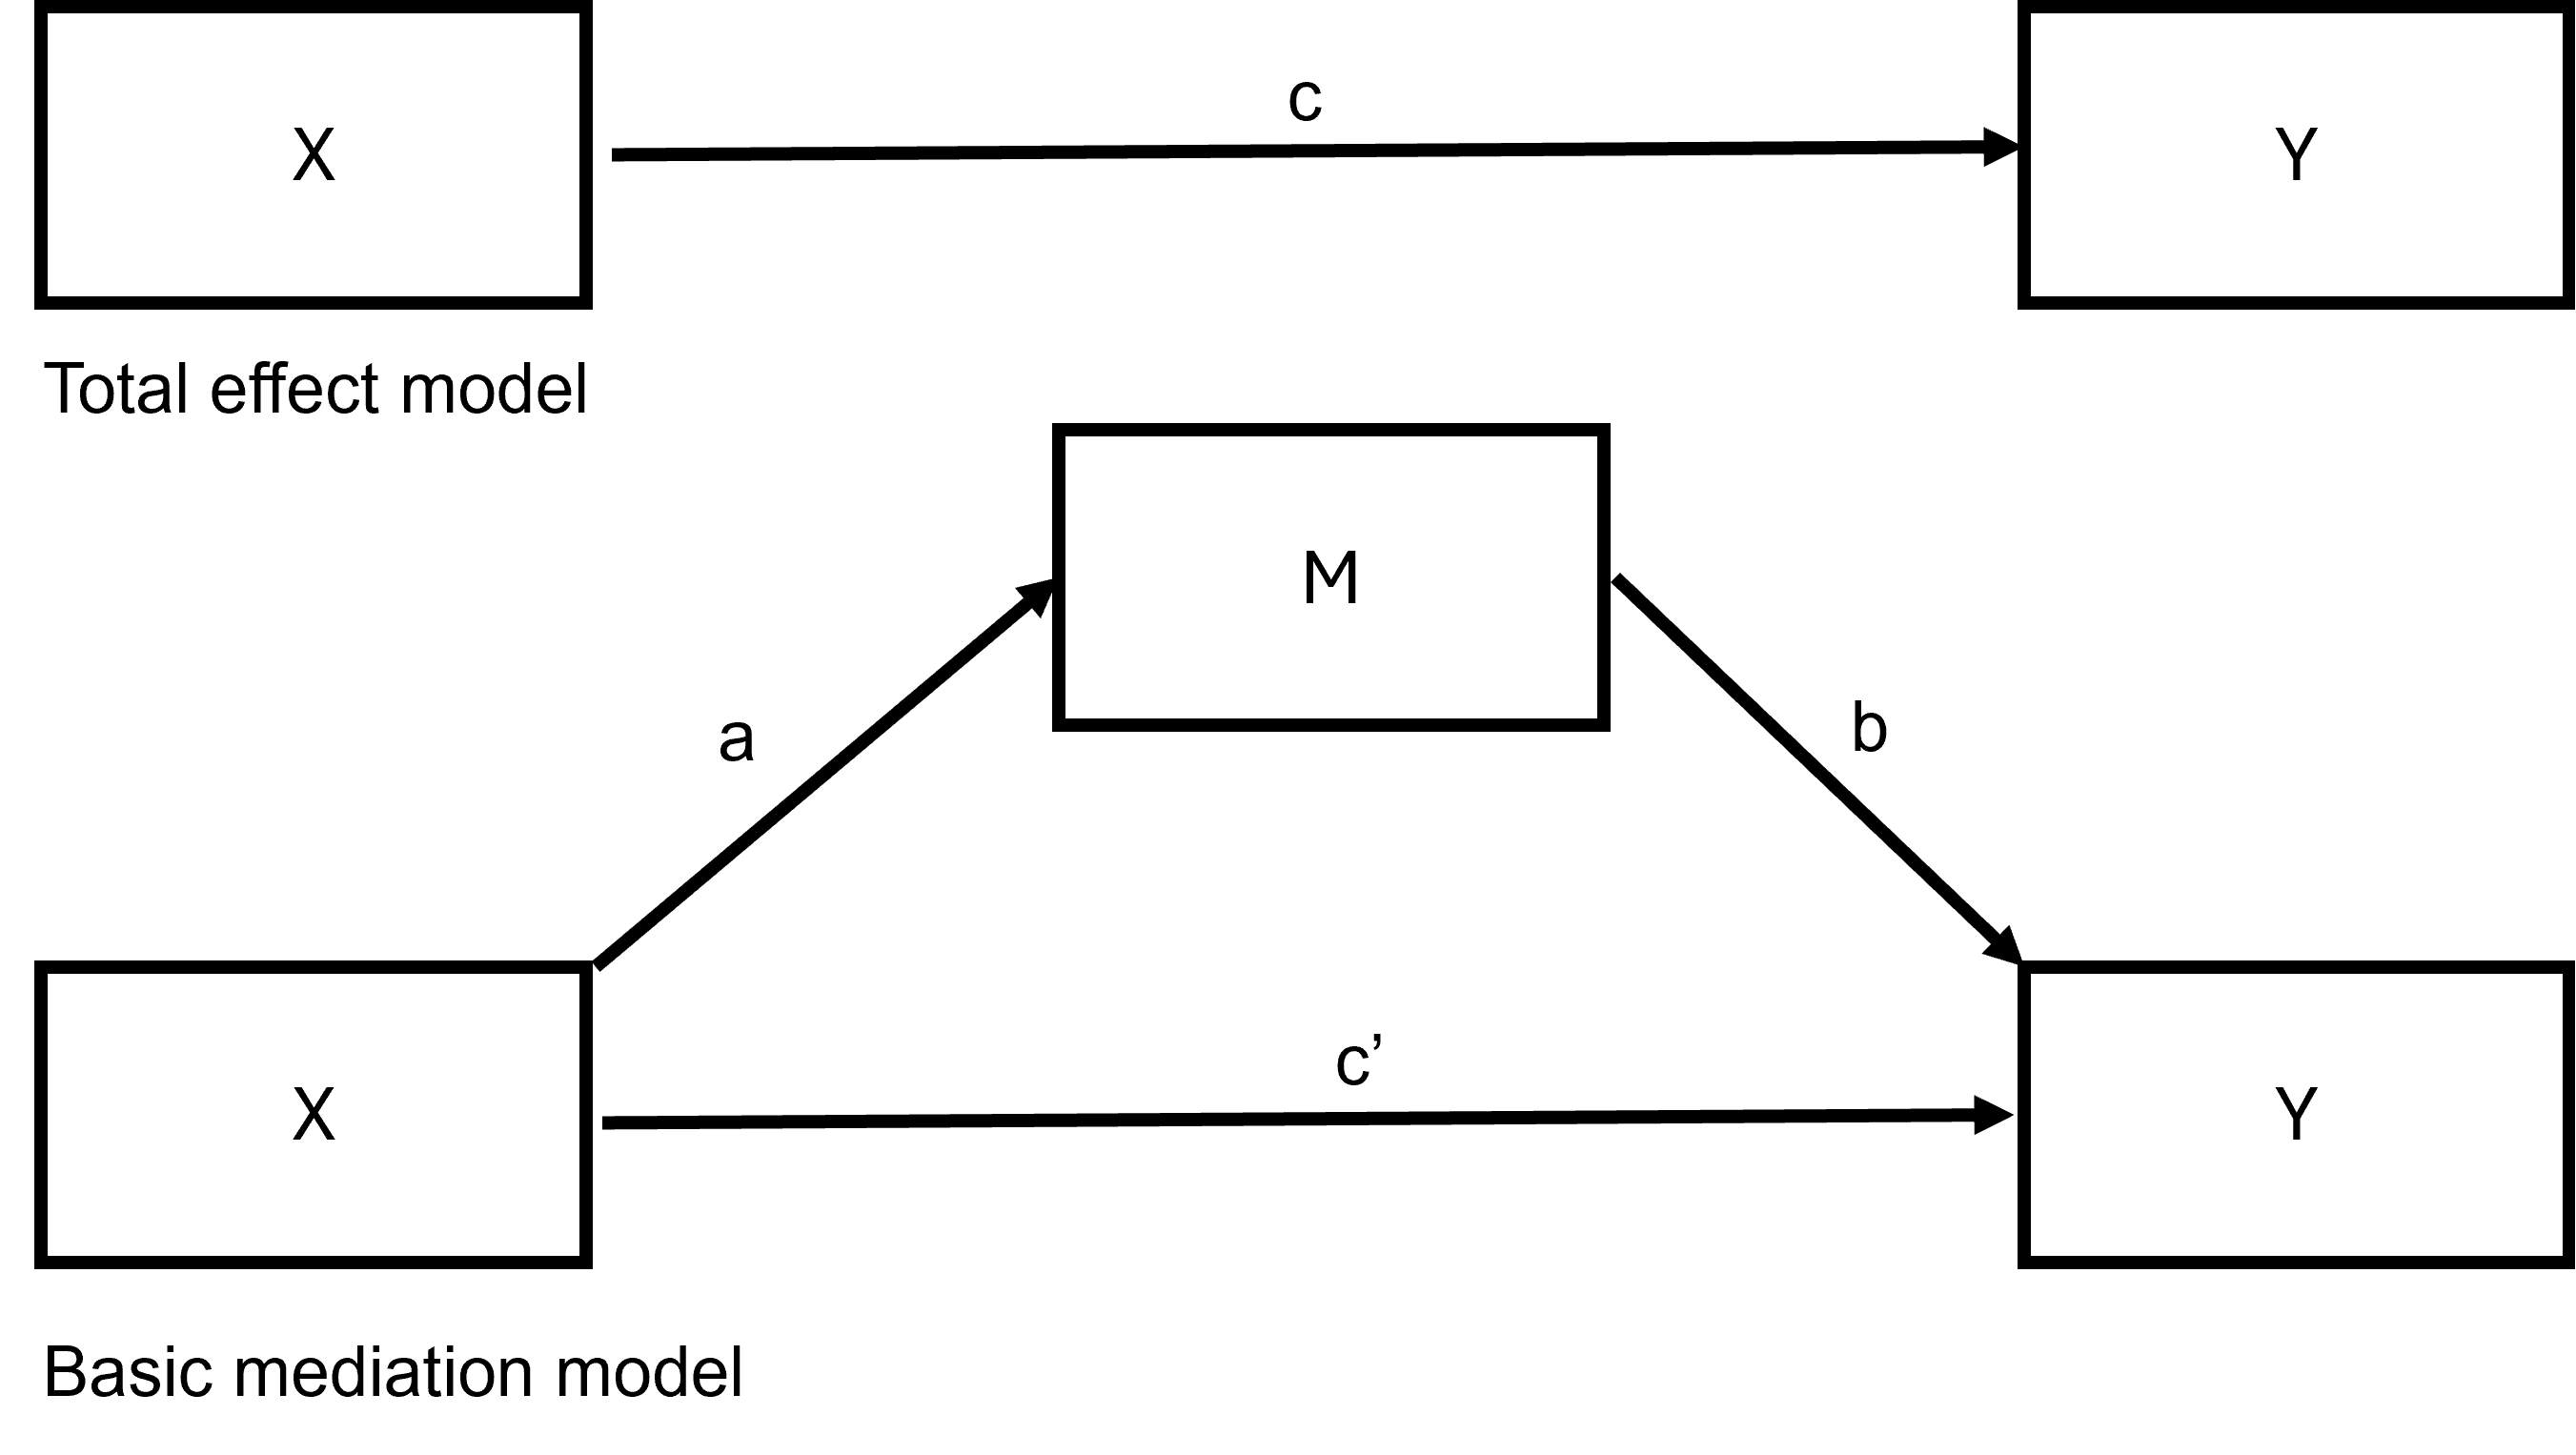 X
c
Y
Total effect model
M
a
b
X
c’
Y
Basic mediation model